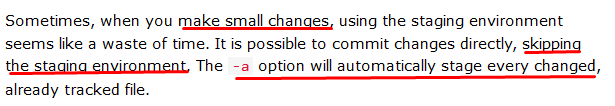 Sometimes, when you make small changes, using the staging environment
seems like a waste of time. It is possible to commit changes directly, skipping
the staging environment. The -a option will automatically stage every changed,
already tracked file.